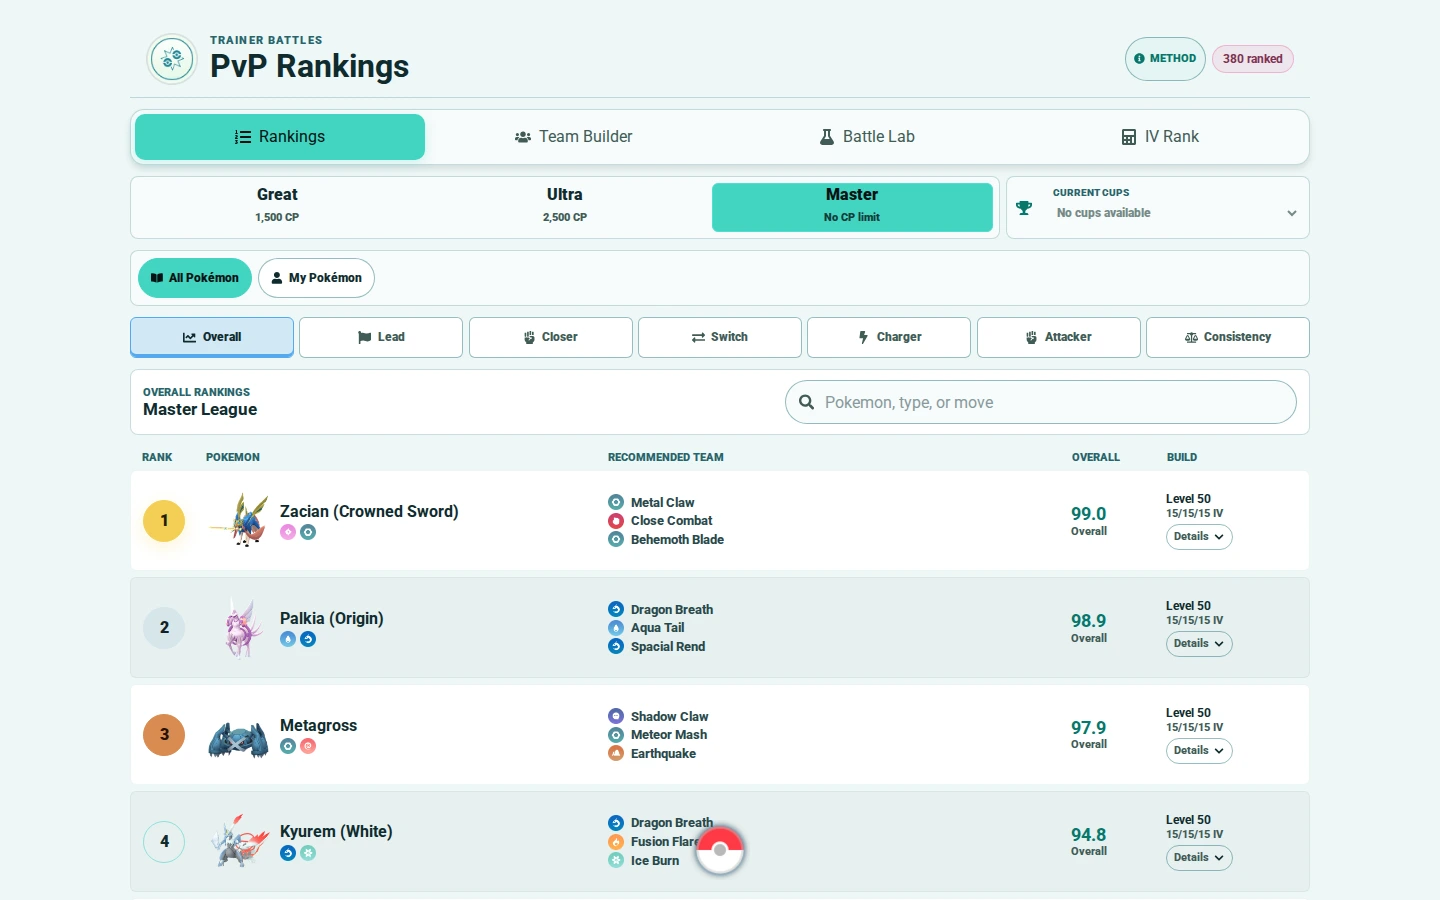 TRAINER BATTLES
PvP Rankings
METHOD
380 ranked
Rankings
Team Builder
Battle Lab
IV Rank
Great
1,500 CP
Ultra
2,500 CP
Master
No CP limit
CURRENT CUPS
No cups available
All Pokémon
My Pokémon
Overall
Lead
Closer
Switch
Charger
Attacker
Consistency
OVERALL RANKINGS
Master League
Pokemon, type, or move
RANK POKEMON RECOMMENDED TEAM OVERALL BUILD
1
Zacian (Crowned Sword)
Metal Claw
Close Combat
Behemoth Blade
99.0
Overall
Level 50
15/15/15 IV
Details
2
Palkia (Origin)
Dragon Breath
Aqua Tail
Spacial Rend
98.9
Overall
Level 50
15/15/15 IV
Details
3
Metagross
Shadow Claw
Meteor Mash
Earthquake
97.9
Overall
Level 50
15/15/15 IV
Details
4
Kyurem (White)
Dragon Breath
Fusion Flare
Ice Burn
94.8
Overall
Level 50
15/15/15 IV
Details